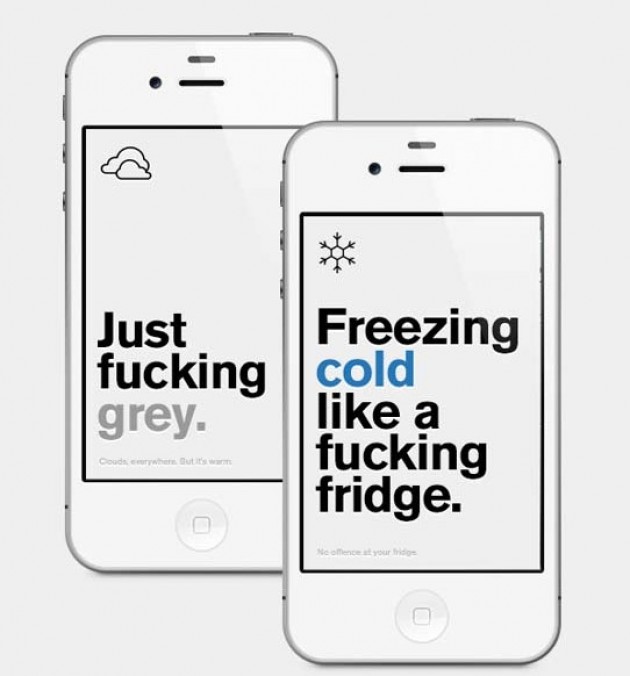 Just
fucking
grey.
Clouds, everywhere. But it's warm.
Freezing
cold
like a
fucking
fridge.
No offence at your fridge.